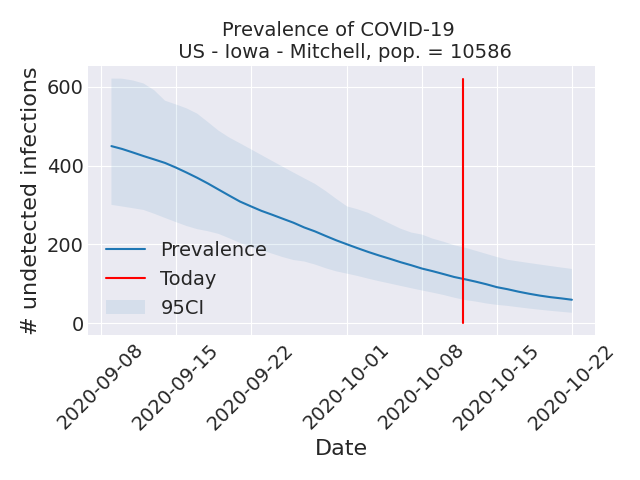 Prevalence of COVID-19
US - Iowa - Mitchell, pop. = 10586
# undetected infections
600
400
200
0
Prevalence
Today
95CI
2020-09-08
2020-09-15
2020-09-22
2020-10-01
2020-10-08
2020-10-15
2020-10-22
Date